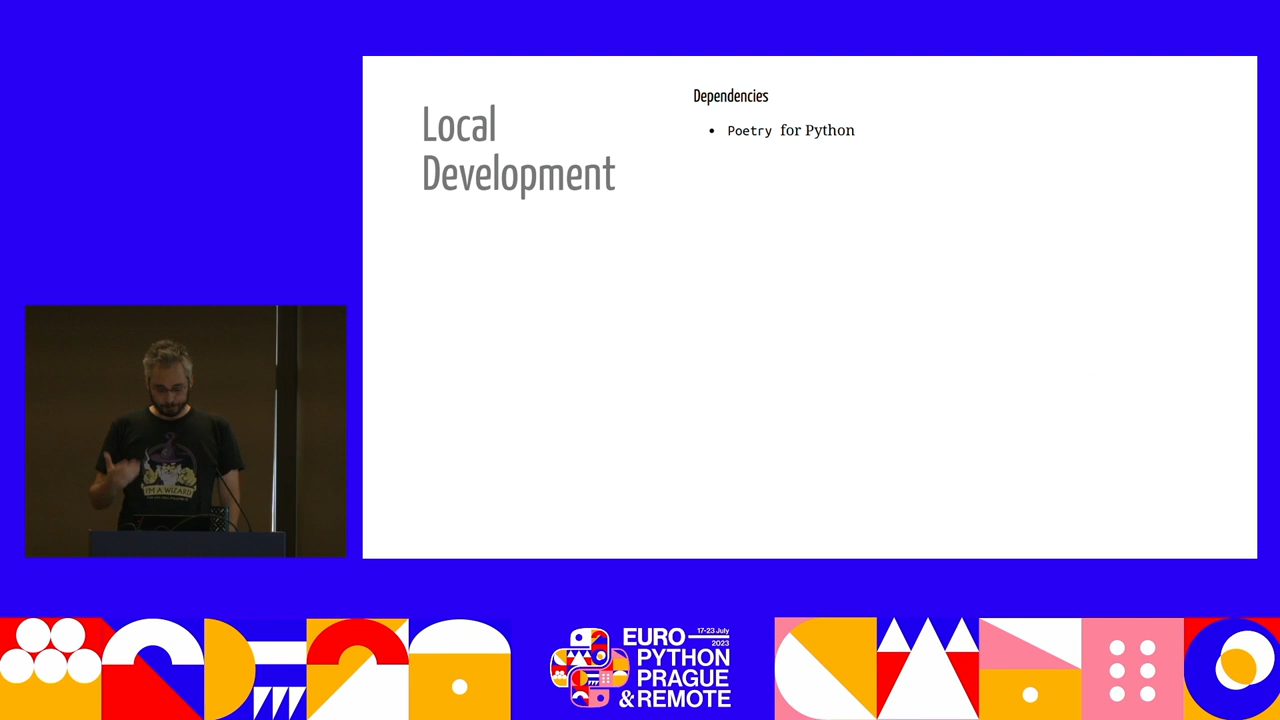 Local
Development
Dependencies
• Poetry for Python
I'M A WIZARD
EURO
17-23 July
2023
PYTHON
PRAGUE
& REMOTE